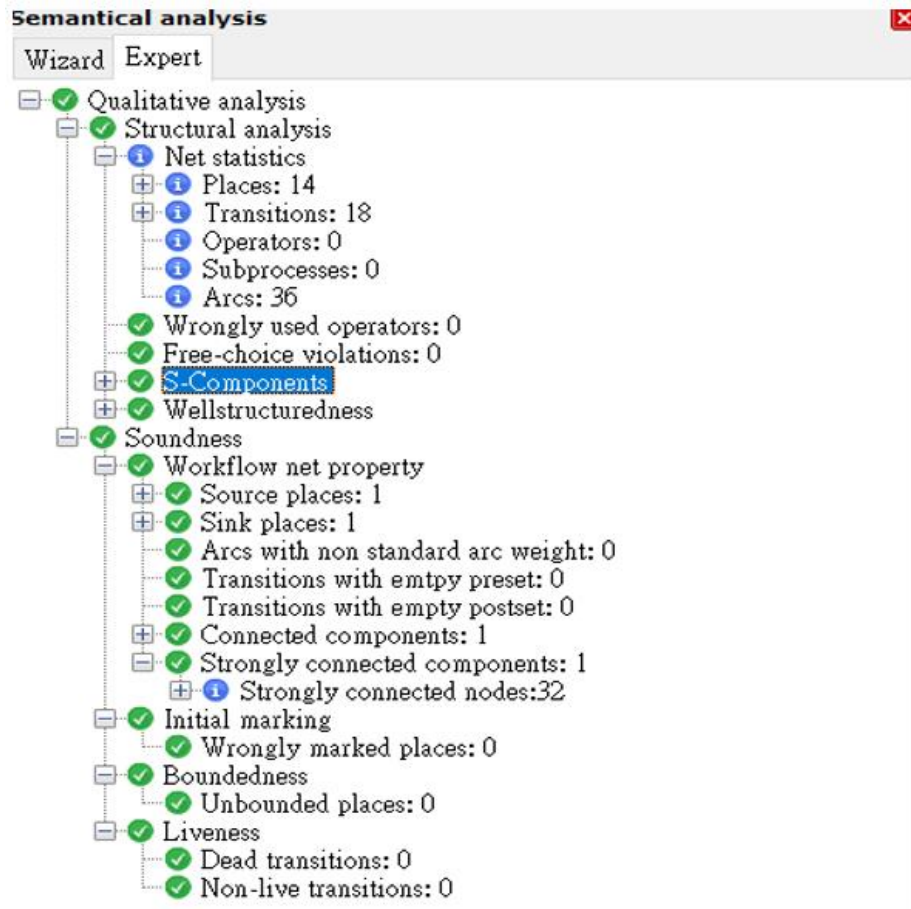 Semantical analysis
Wizard Expert
Qualitative analysis
Structural analysis
Net statistics
Places: 14
Transitions: 18
Operators: 0
Subprocesses: 0
Arcs: 36
Wrongly used operators: 0
Free-choice violations: 0
S-Components
Wellstructuredness
Soundness
Workflow net property
Source places: 1
Sink places: 1
Arcs with non standard arc weight: 0
Transitions with emtpy preset: 0
Transitions with empty postset: 0
Connected components: 1
Strongly connected components: 1
Strongly connected nodes:32
Initial marking
Wrongly marked places: 0
Boundedness
Unbounded places: 0
Liveness
Dead transitions: 0
Non-live transitions: 0